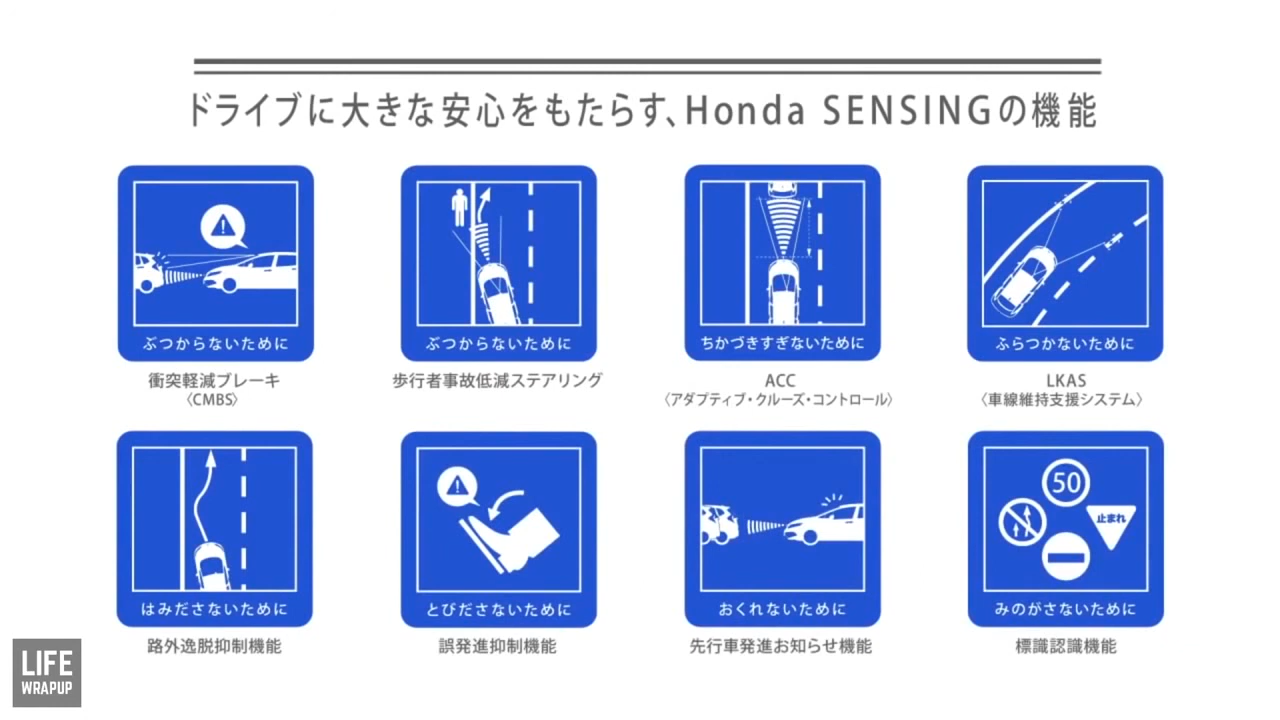 ドライブに大きな安心をもたらす、Honda SENSINGの機能
ぶつからないために
衝突軽減ブレーキ
〈CMBS〉
ぶつからないために
歩行者事故低減ステアリング
ちかづきすぎないために
ACC
〈アダプティブ・クルーズ・コントロール〉
ふらつかないために
LKAS
〈車線維持支援システム〉
はみださないために
路外逸脱抑制機能
とびださないために
誤発進抑制機能
おくれないために
先行車発進お知らせ機能
50
止まれ
みのがさないために
標識認識機能
LIFE
WRAPUP